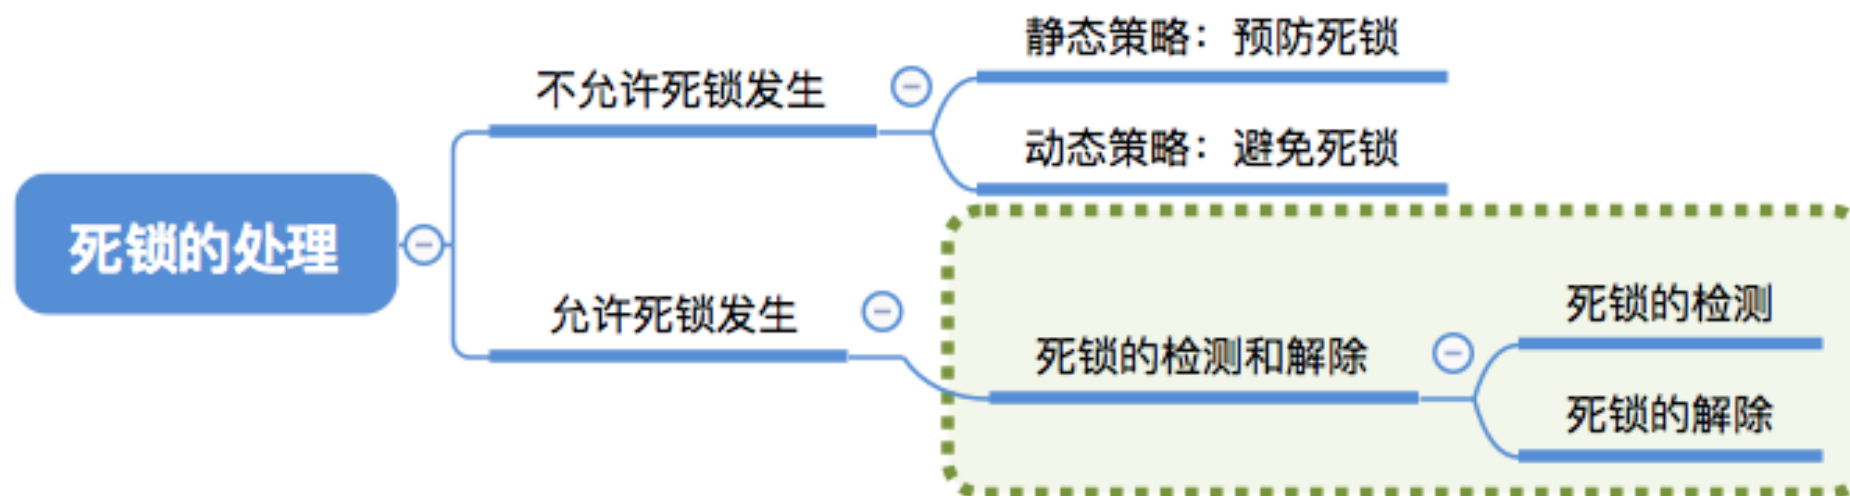 死锁的处理
不允许死锁发生
静态策略：预防死锁
动态策略：避免死锁
允许死锁发生
死锁的检测和解除
死锁的检测
死锁的解除